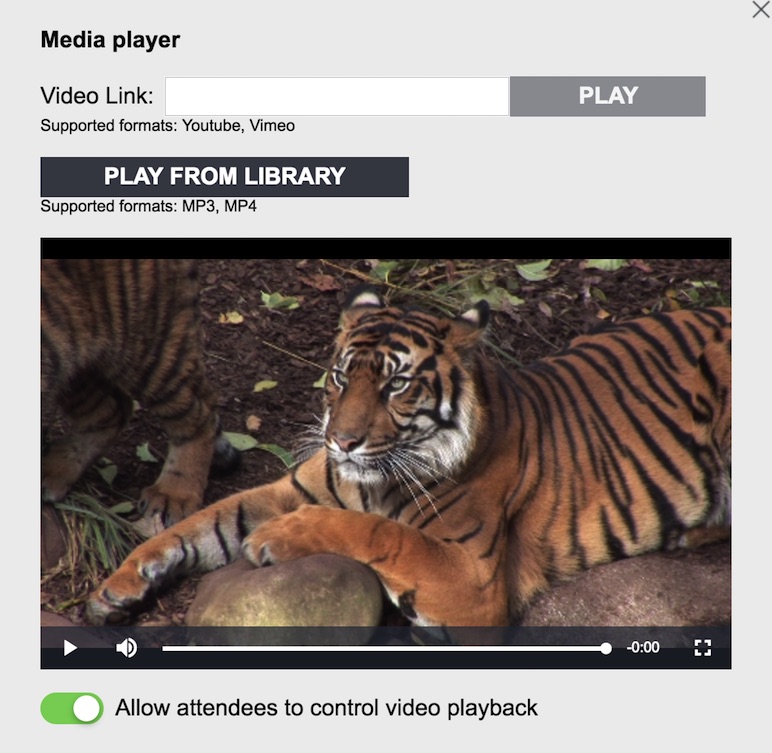 Media player
Video Link: PLAY
Supported formats: Youtube, Vimeo
PLAY FROM LIBRARY
Supported formats: MP3, MP4
-0:00
Allow attendees to control video playback